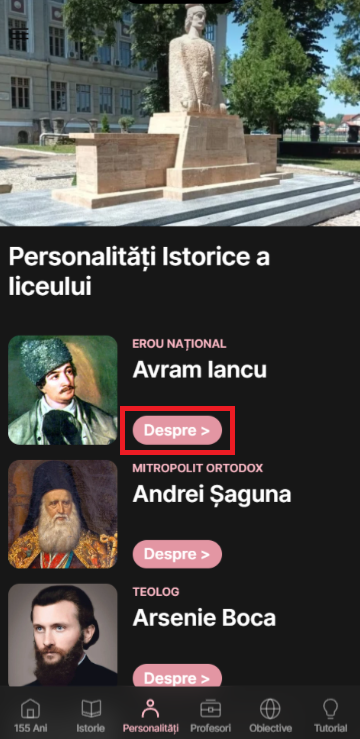 Personalități Istorice a
liceului
EROU NAȚIONAL
Avram Iancu
Despre >
MITROPOLIT ORTODOX
Andrei Șaguna
Despre >
TEOLOG
Arsenie Boca
Despre >
155 Ani
Istorie
Personalități
Profesori
Obiective
Tutorial